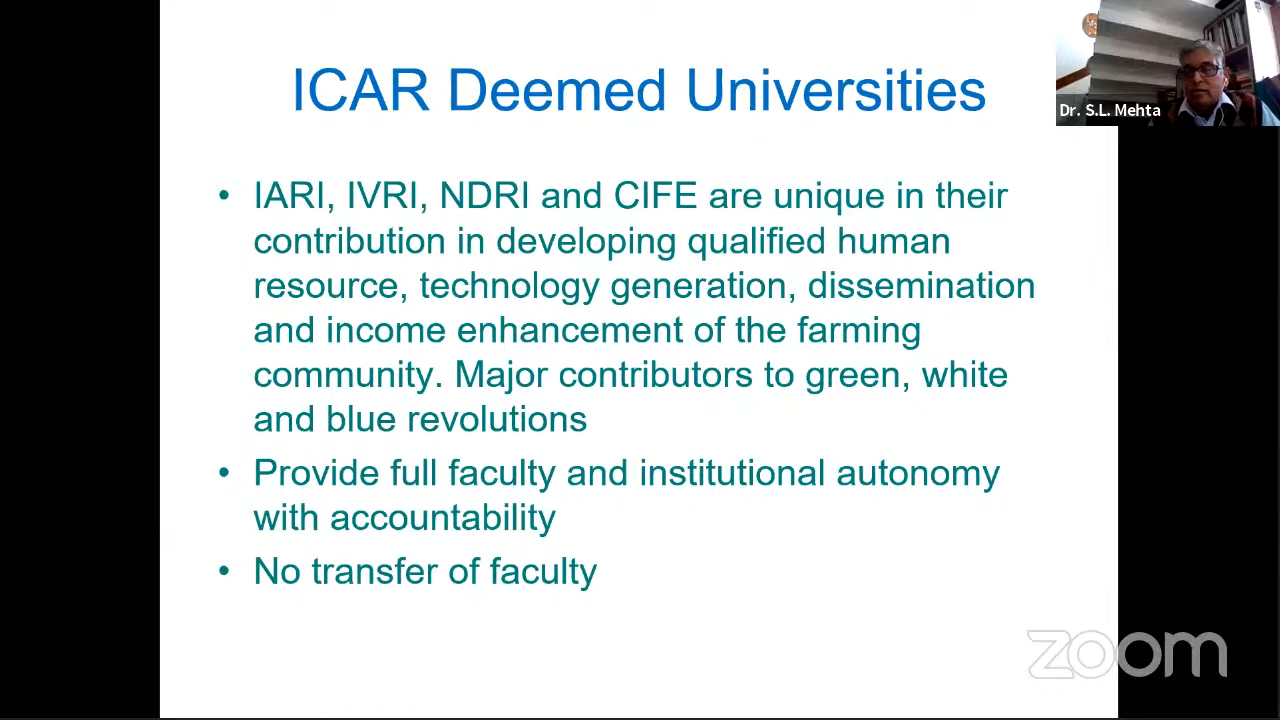 ICAR Deemed Universities
Dr. S.L. Mehta
• IARI, IVRI, NDRI and CIFE are unique in their
contribution in developing qualified human
resource, technology generation, dissemination
and income enhancement of the farming
community. Major contributors to green, white
and blue revolutions
• Provide full faculty and institutional autonomy
with accountability
• No transfer of faculty
zoom